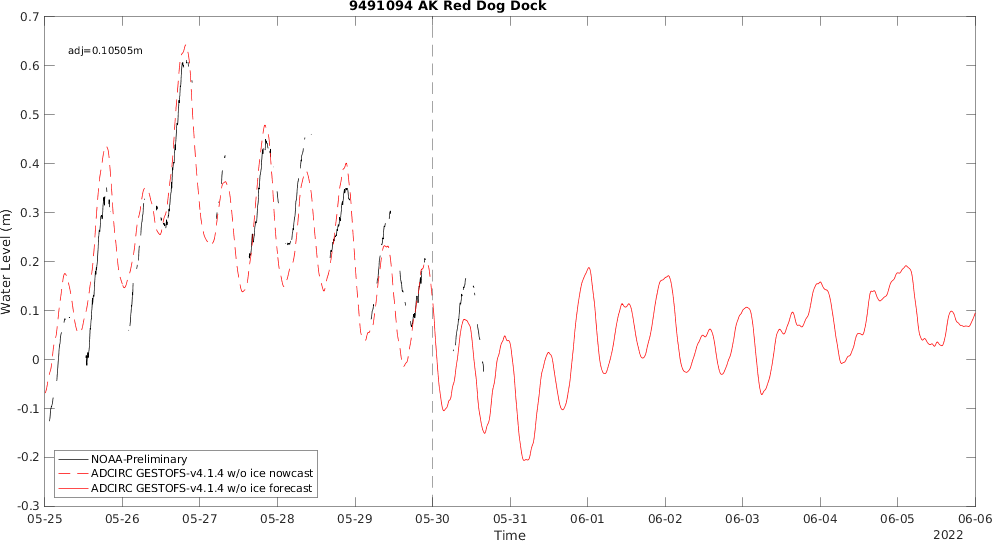 9491094 AK Red Dog Dock
adj=0.10505m
Water Level (m)
0.7
0.6
0.5
0.4
0.3
0.2
0.1
0
-0.1
-0.2
-0.3
NOAA-Preliminary
ADCIRC GESTOFS-v4.1.4 w/o ice nowcast
ADCIRC GESTOFS-v4.1.4 w/o ice forecast
05-25 05-26 05-27 05-28 05-29 05-30 05-31 06-01 06-02 06-03 06-04 06-05 06-06
Time
2022